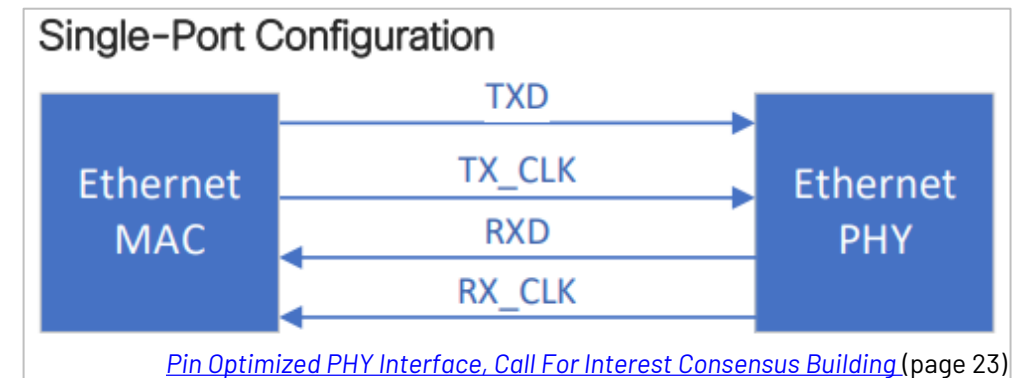 Single-Port Configuration
TXD
Ethernet
MAC
TX_CLK
RXD
RX_CLK
Ethernet
PHY
Pin Optimized PHY Interface, Call For Interest Consensus Building (page 23)